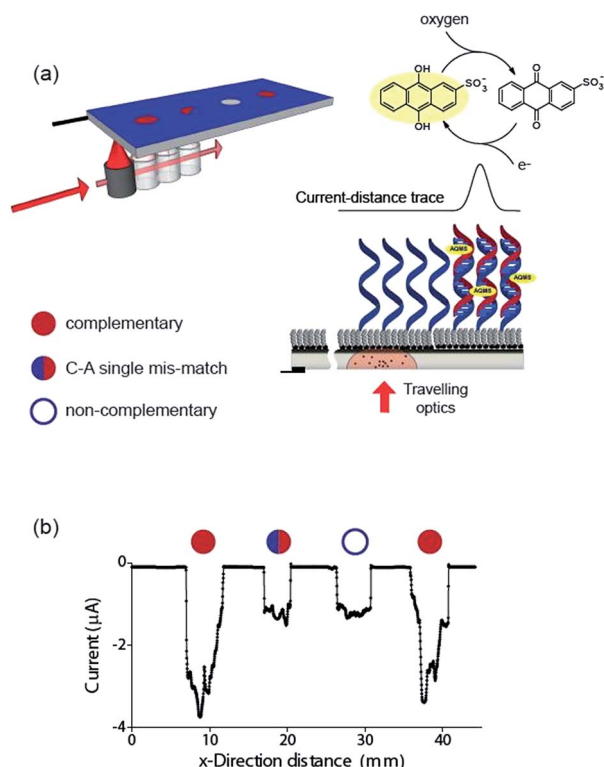 oxygen
(a)
OH
SO3-
OH
O
SO3-
O
e-
Current-distance trace
AQMS
AQMS
AQMS
complementary
C-A single mis-match
non-complementary
Travelling
optics
(b)
0
-2
-4
Current (μA)
0 10 20 30 40
x-Direction distance (mm)